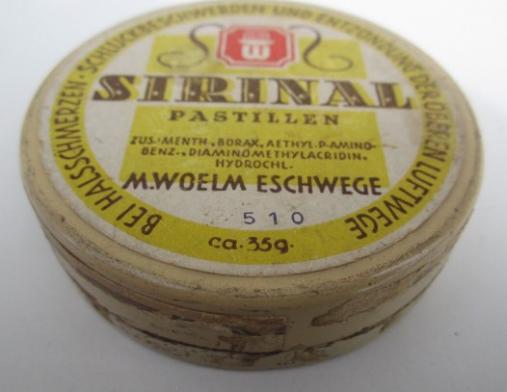 BEI HALSSCHMERZEN · SCHLUCKBESCHWERDEN UND ENTZÜNDUNG DER OBEREN LUFTWEGE
W
SIRINAL
PASTILLEN
ZUS.: MENTH., BORAX, AETHYL.P-AMINO-
BENZ., DIAMINOMETHYLACRIDIN.
HYDROCHL.
M.WOELM ESCHWEGE
510
ca. 35g.